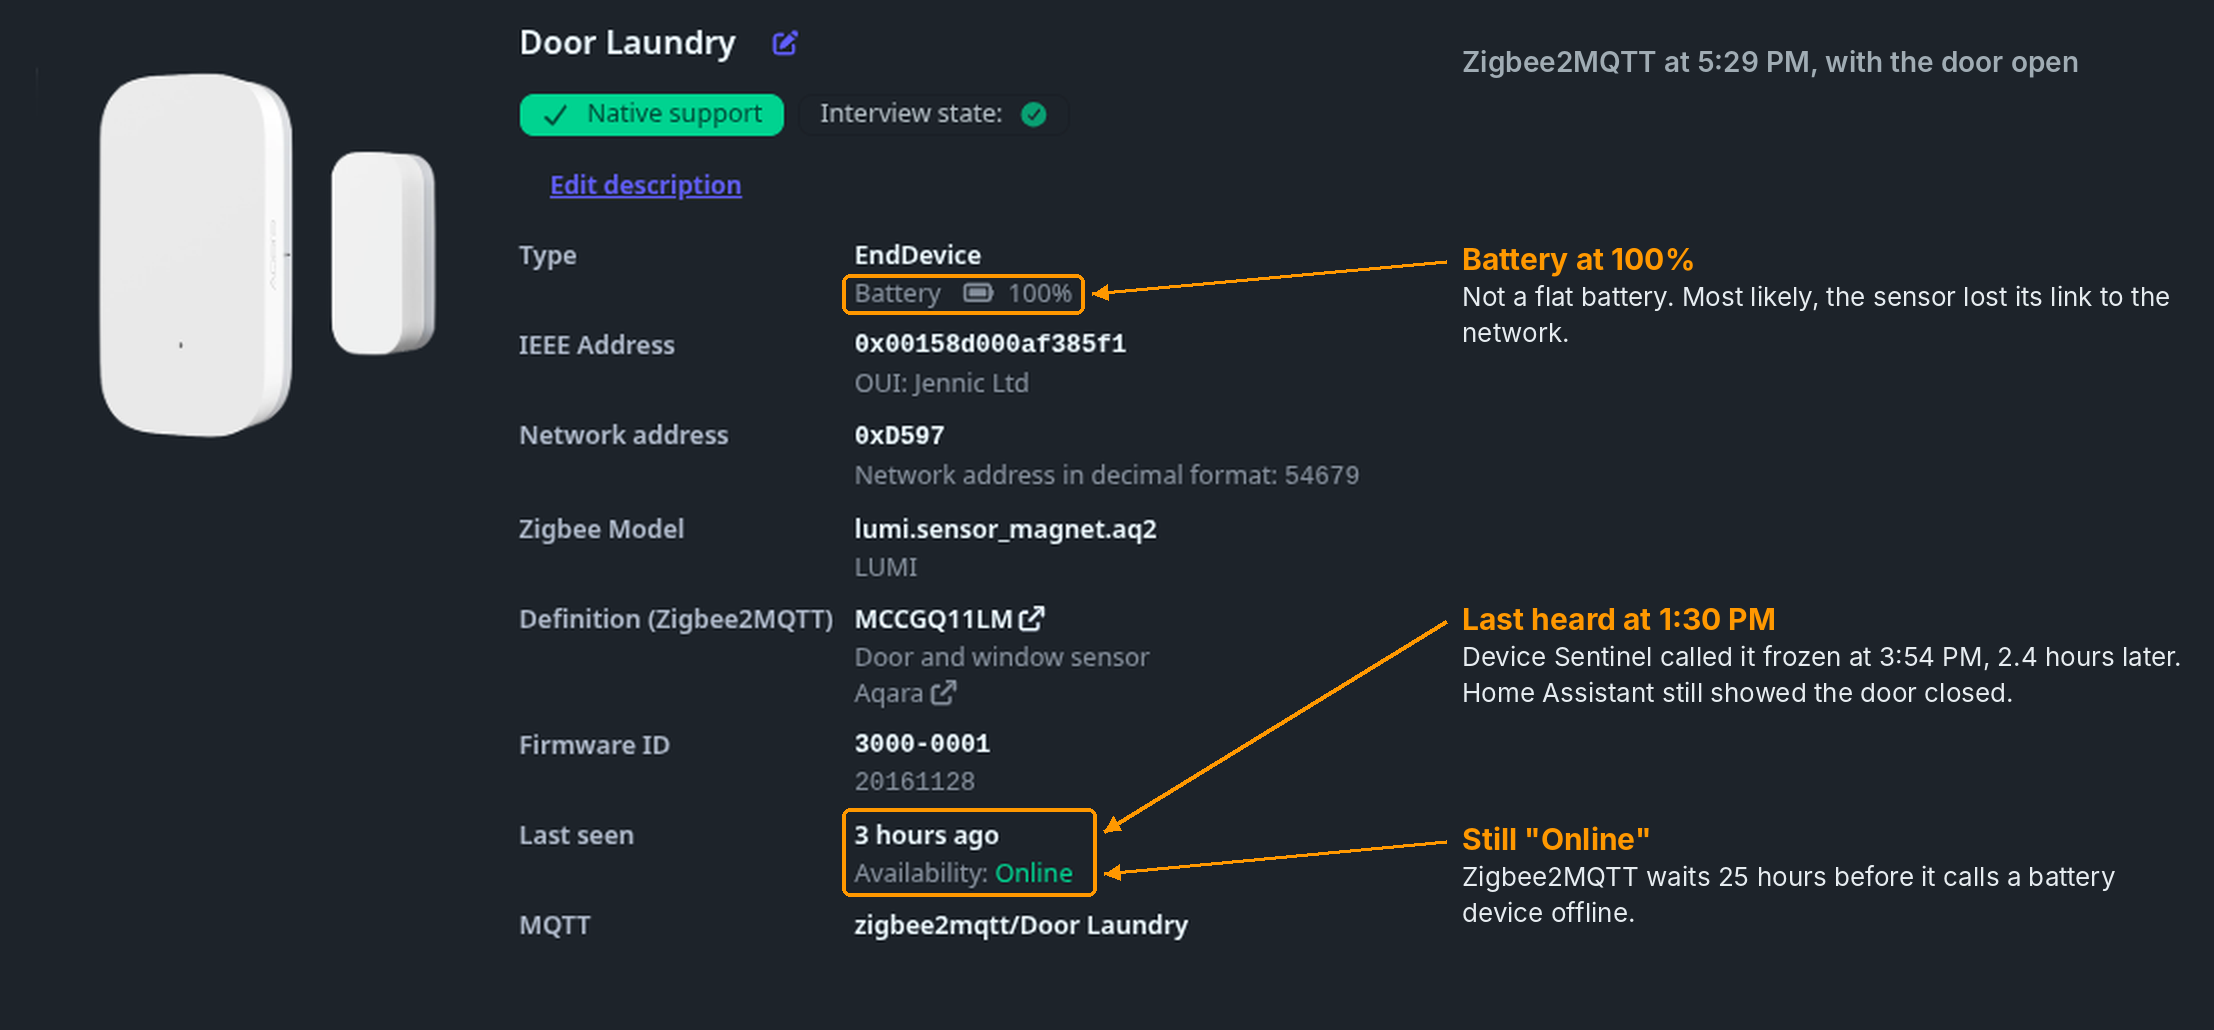 Door Laundry
Zigbee2MQTT at 5:29 PM, with the door open
Native support
Interview state:
Edit description
Type
EndDevice
Battery 100%
Battery at 100%
Not a flat battery. Most likely, the sensor lost its link to the
network.
IEEE Address
0x00158d000af385f1
OUI: Jennic Ltd
Network address
0xD597
Network address in decimal format: 54679
Zigbee Model
lumi.sensor_magnet.aq2
LUMI
Definition (Zigbee2MQTT)
MCCGQ11LM
Door and window sensor
Aqara
Last heard at 1:30 PM
Device Sentinel called it frozen at 3:54 PM, 2.4 hours later.
Home Assistant still showed the door closed.
Firmware ID
3000-0001
20161128
Last seen
3 hours ago
Availability: Online
Still "Online"
Zigbee2MQTT waits 25 hours before it calls a battery
device offline.
MQTT
zigbee2mqtt/Door Laundry